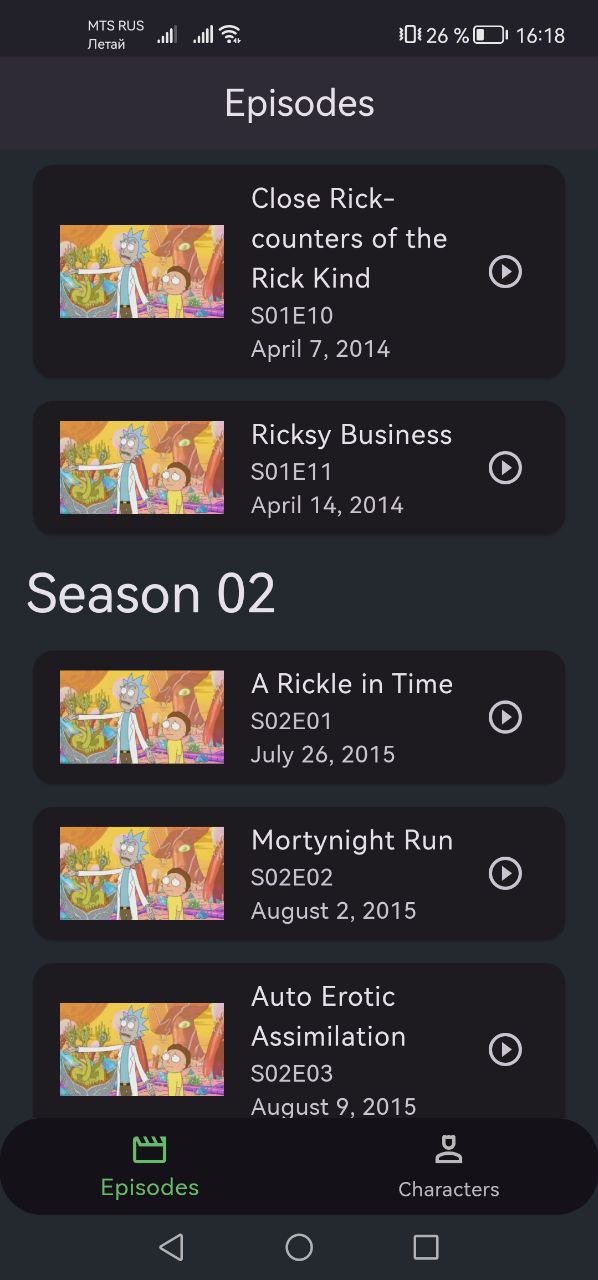 MTS RUS
Летай
26 %
16:18
Episodes
Close Rick-
counters of the
Rick Kind
S01E10
April 7, 2014
Ricksy Business
S01E11
April 14, 2014
Season 02
A Rickle in Time
S02E01
July 26, 2015
Mortynight Run
S02E02
August 2, 2015
Auto Erotic
Assimilation
S02E03
August 9, 2015
Episodes
Characters